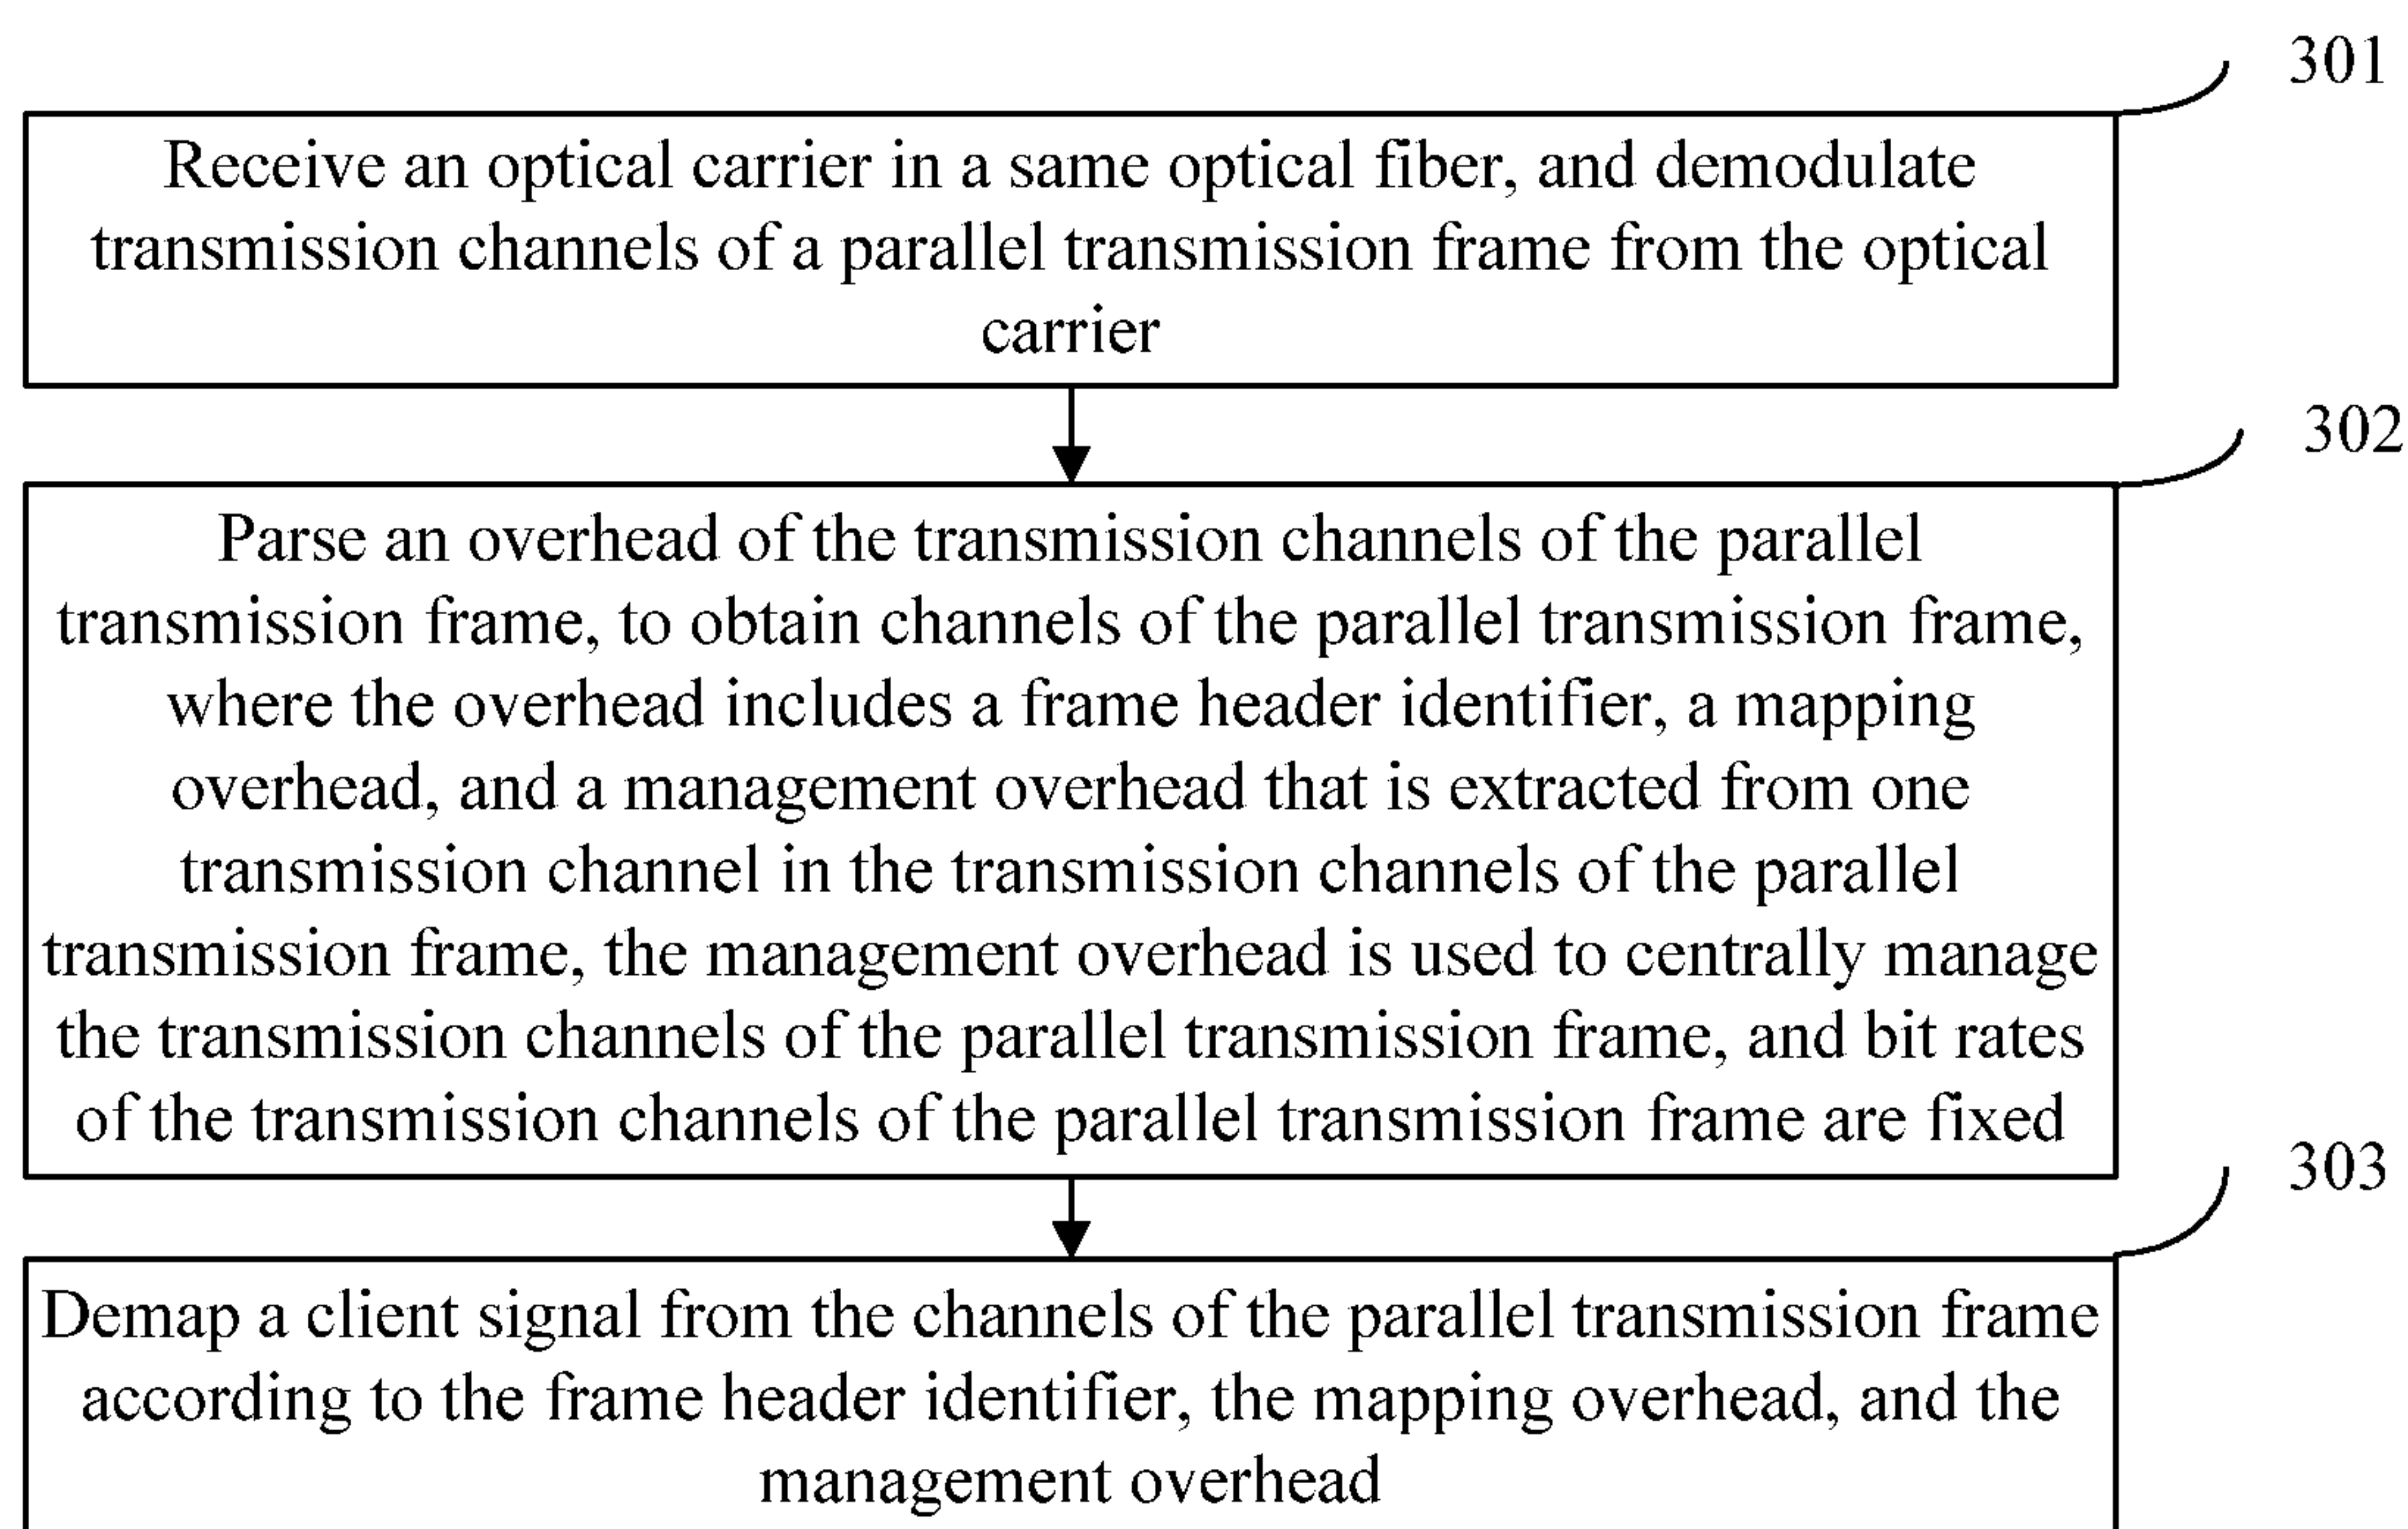 301
Receive an optical carrier in a same optical fiber, and demodulate
transmission channels of a parallel transmission frame from the optical
carrier
302
Parse an overhead of the transmission channels of the parallel
transmission frame, to obtain channels of the parallel transmission frame,
where the overhead includes a frame header identifier, a mapping
overhead, and a management overhead that is extracted from one
transmission channel in the transmission channels of the parallel
transmission frame, the management overhead is used to centrally manage
the transmission channels of the parallel transmission frame, and bit rates
of the transmission channels of the parallel transmission frame are fixed
303
Demap a client signal from the channels of the parallel transmission frame
according to the frame header identifier, the mapping overhead, and the
management overhead